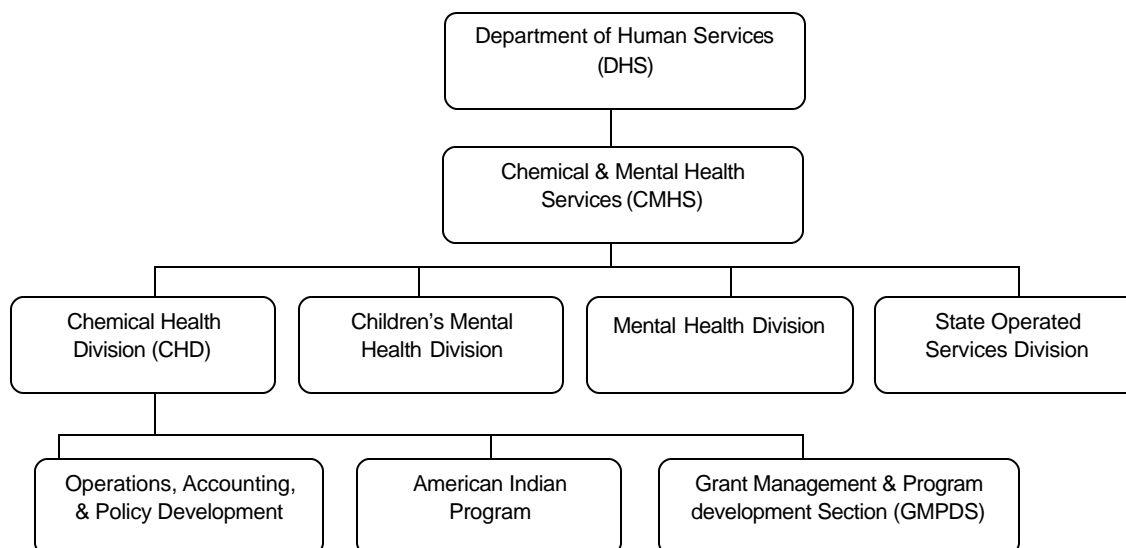 Department of Human Services
(DHS)
Chemical & Mental Health
Services (CMHS)
Chemical Health
Division (CHD)
Children's Mental
Health Division
Mental Health Division
State Operated
Services Division
Operations, Accounting,
& Policy Development
American Indian
Program
Grant Management & Program
development Section (GMPDS)